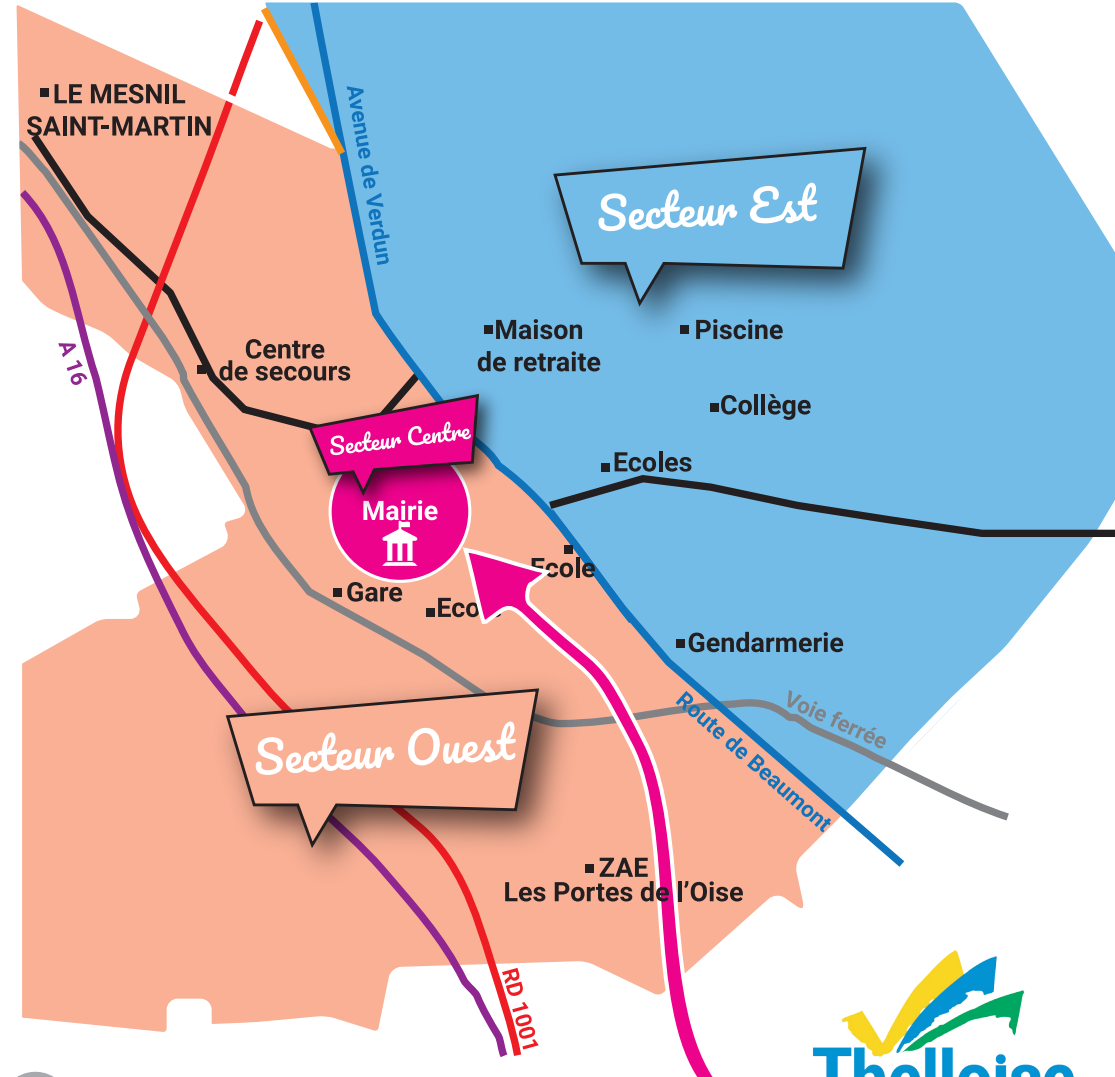 LE MESNIL
SAINT-MARTIN
Avenue de Verdun
Secteur Est
Maison
de retraite
Piscine
A 16
Centre
de secours
Collège
Secteur Centre
Ecoles
Mairie
Ecole
Gare
Gendarmerie
Secteur Ouest
Route de Beaumont
Voie ferrée
ZAE
Les Portes de l'Oise
RD 1001
Thelloise